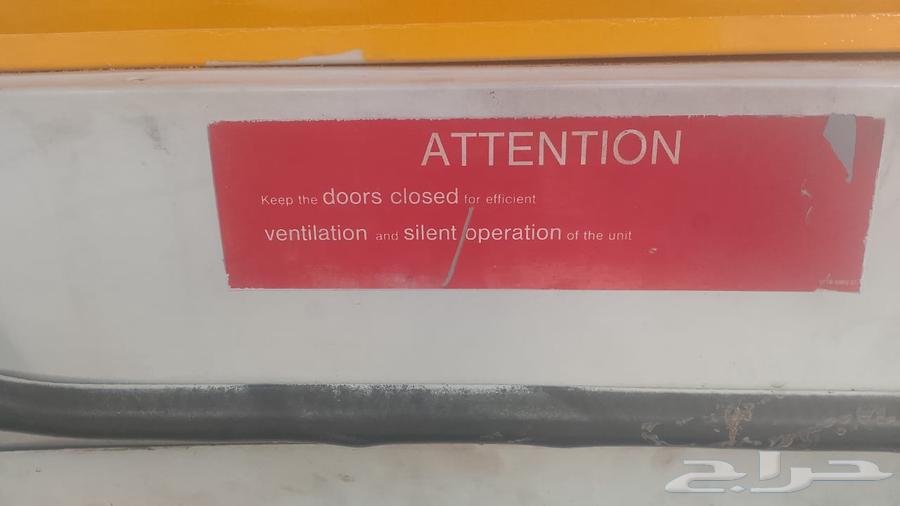 ATTENTION
Keep the doors closed for efficient
ventilation and silent operation of the unit
حراج